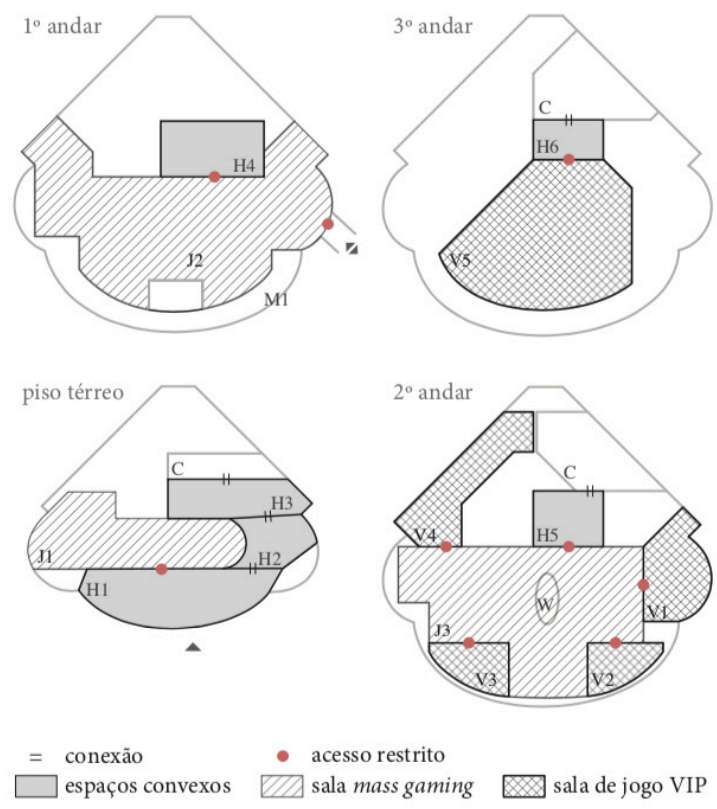 1º andar
3º andar
H4
J2
M1
C
H6
V5
piso térreo
2º andar
C
H3
J1
H2
H1
C
V4
H5
W
V1
J3
V3
V2
conexão
acesso restrito
espaços convexos
sala mass gaming
sala de jogo VIP